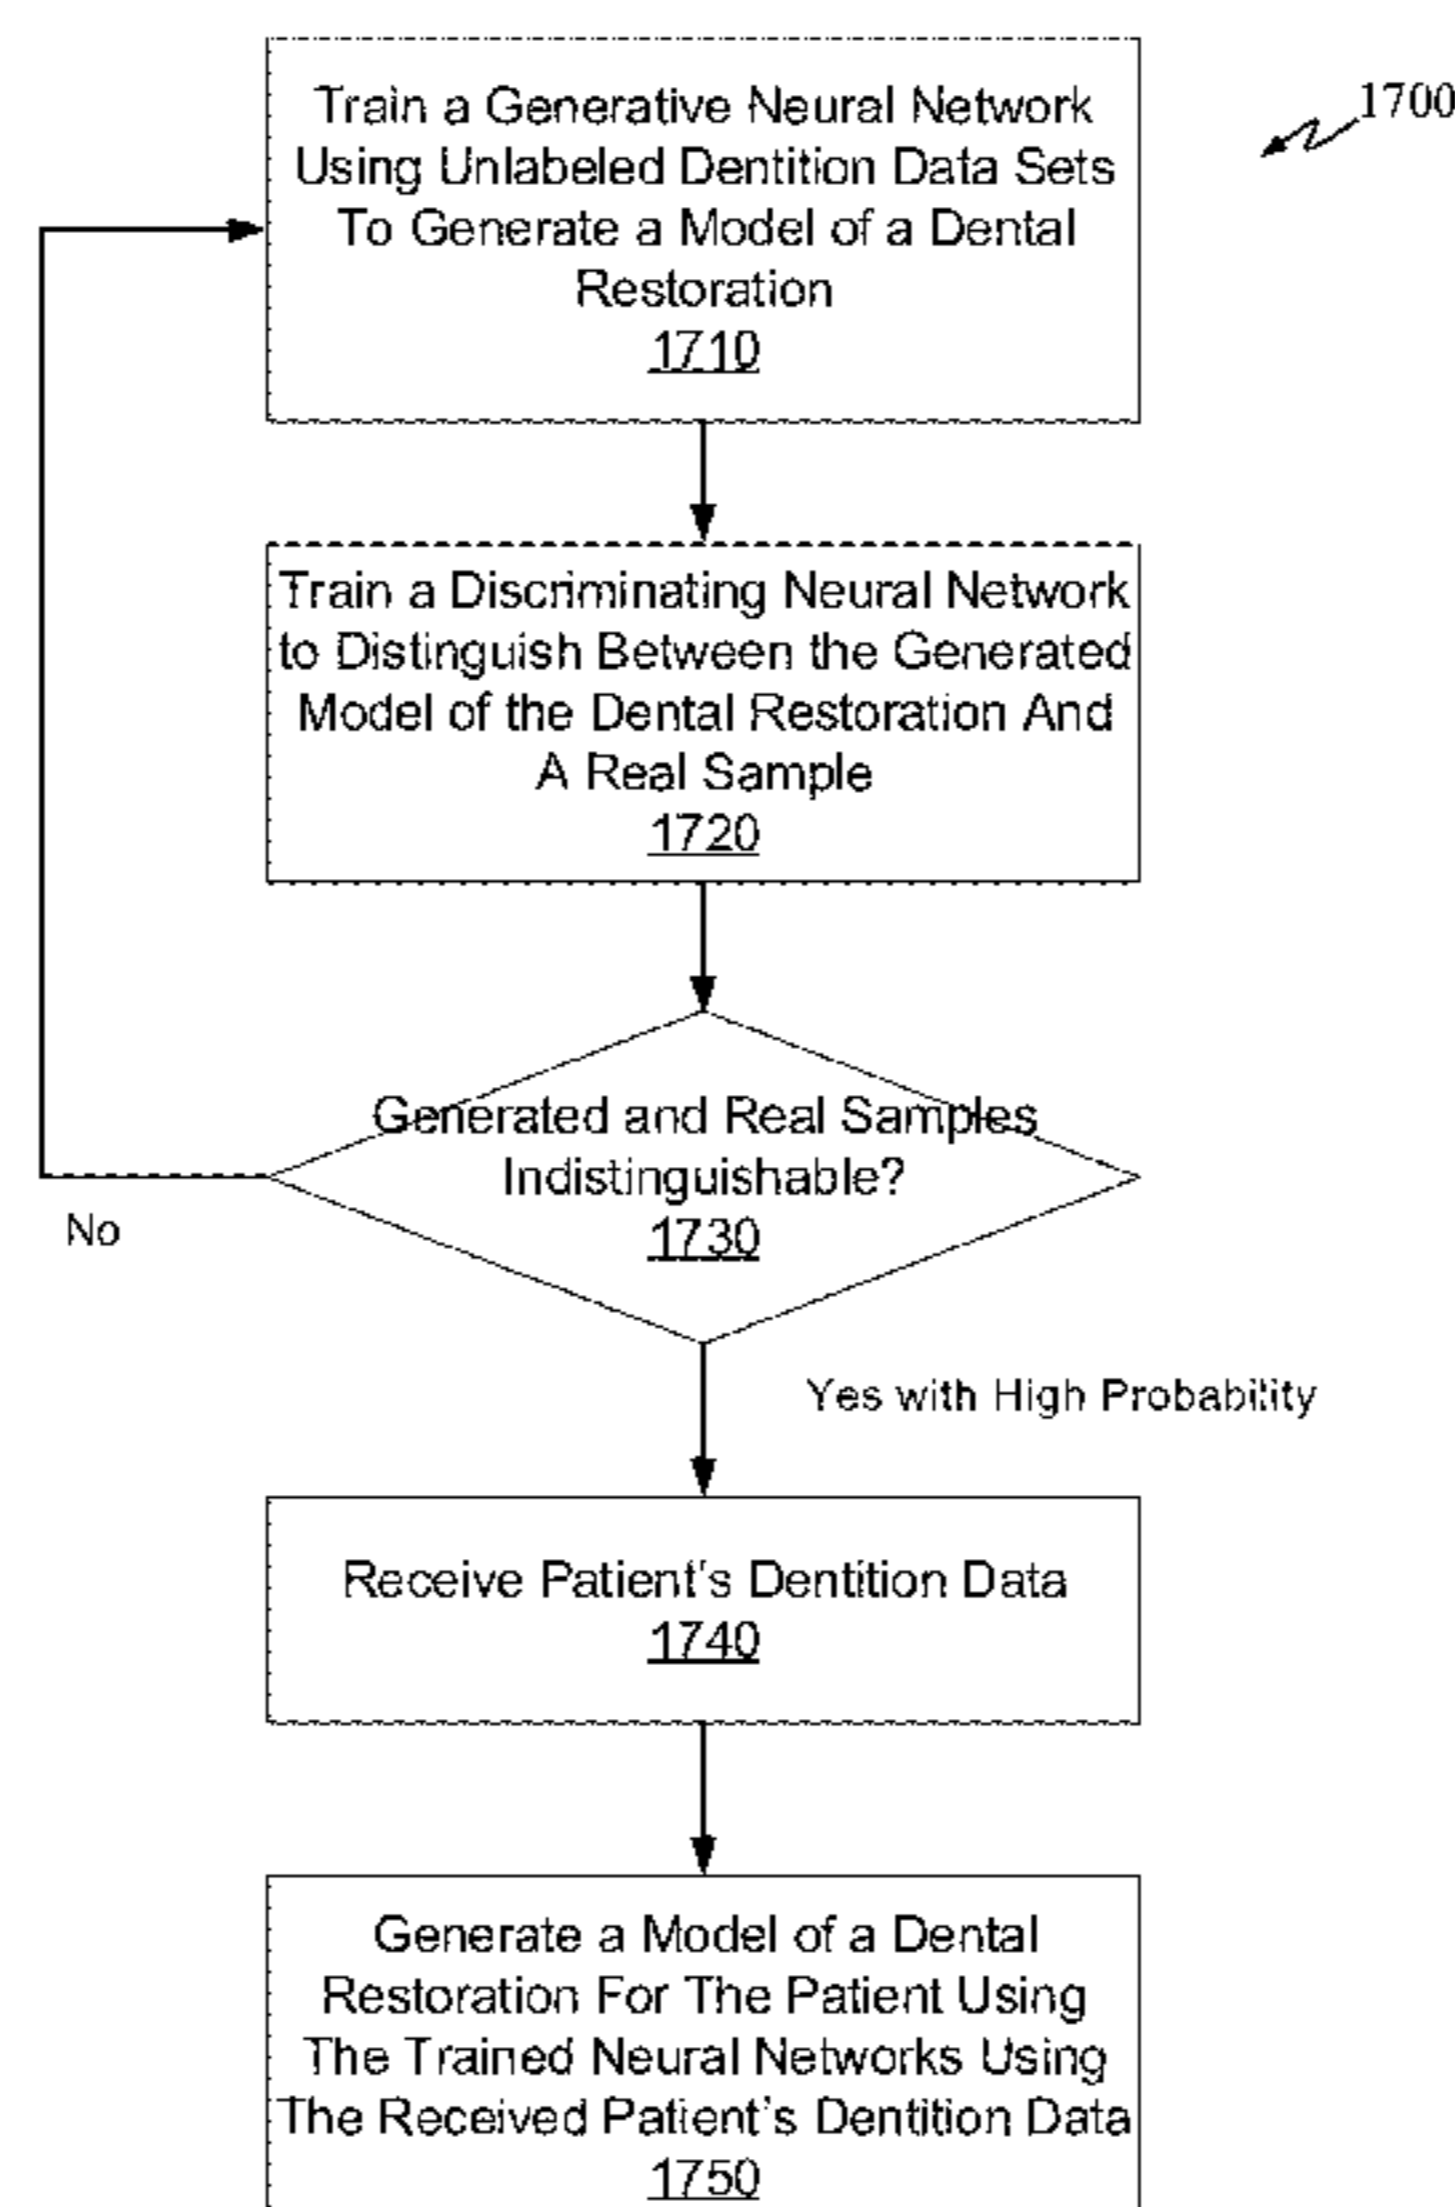 1700
Train a Generative Neural Network
Using Unlabeled Dentition Data Sets
To Generate a Model of a Dental
Restoration
1710
Train a Discriminating Neural Network
to Distinguish Between the Generated
Model of the Dental Restoration And
A Real Sample
1720
Generated and Real Samples
Indistinguishable?
1730
No
Yes with High Probability
Receive Patient's Dentition Data
1740
Generate a Model of a Dental
Restoration For The Patient Using
The Trained Neural Networks Using
The Received Patient's Dentition Data
1750